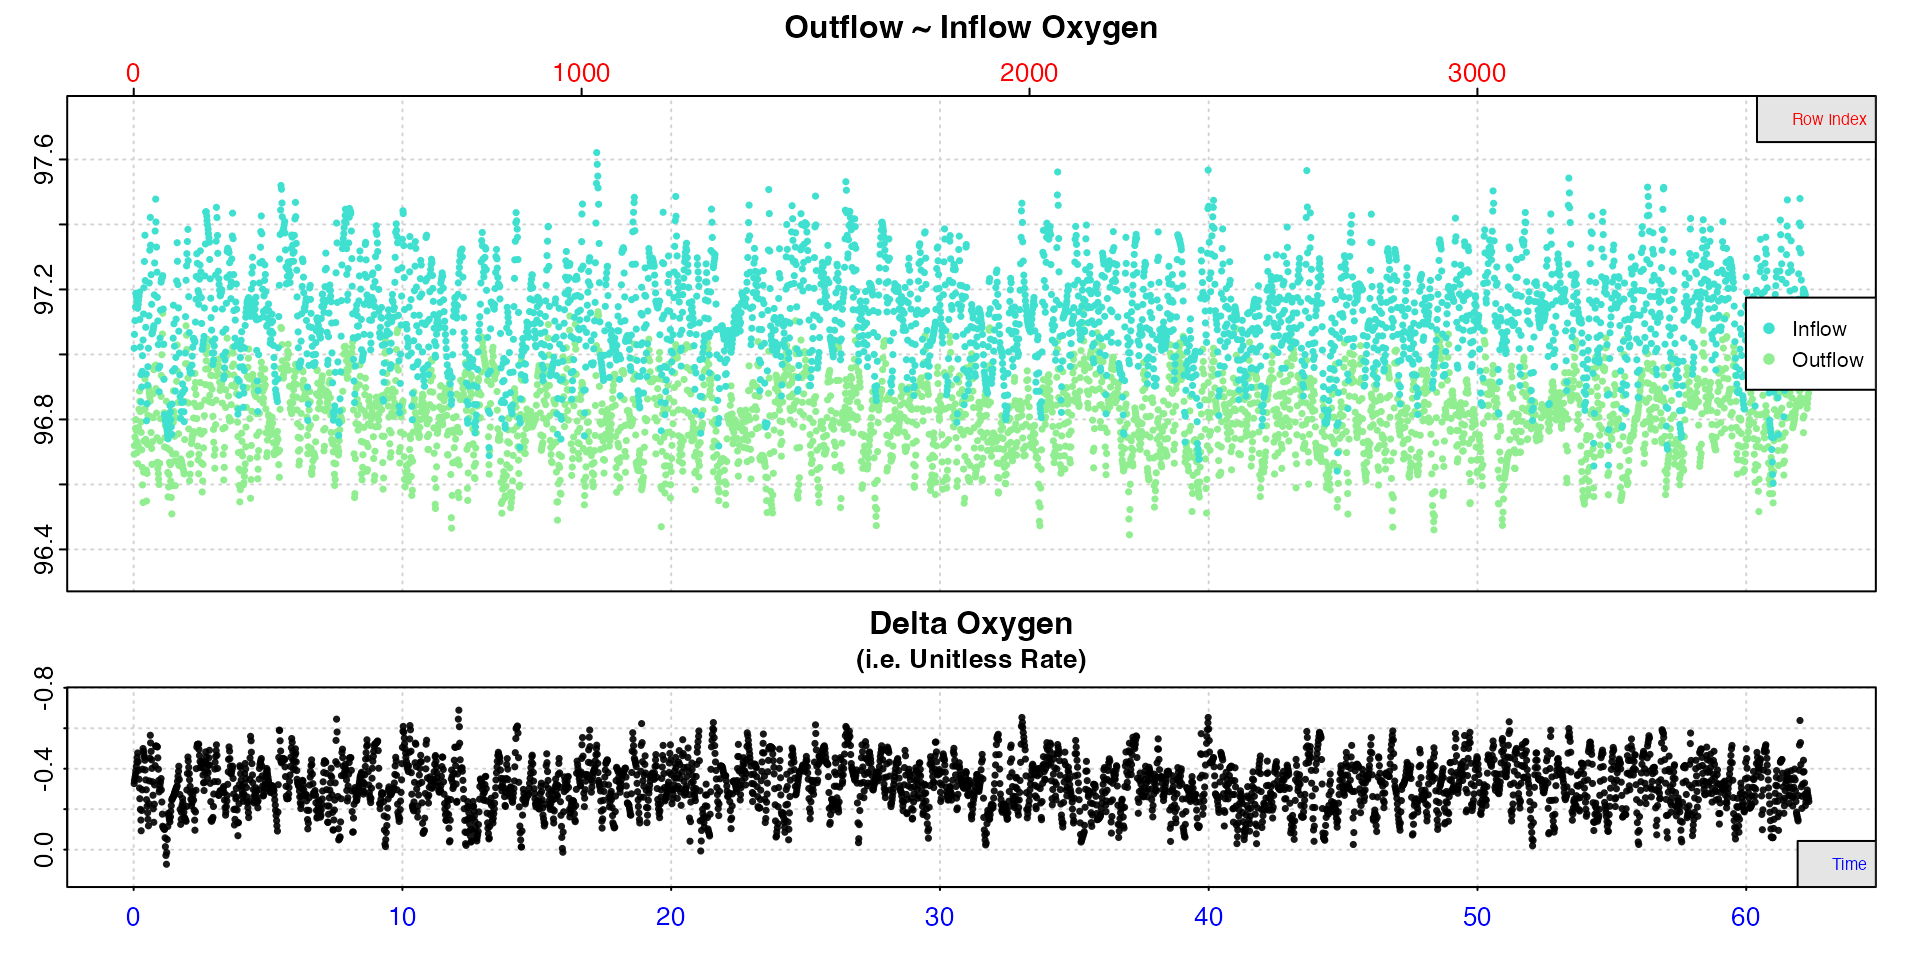 Outflow ~ Inflow Oxygen
0 1000 2000 3000
Row Index
97.6
97.2
96.8
96.4
Inflow
Outflow
Delta Oxygen
(i.e. Unitless Rate)
-0.8
-0.4
0.0
Time
0 10 20 30 40 50 60